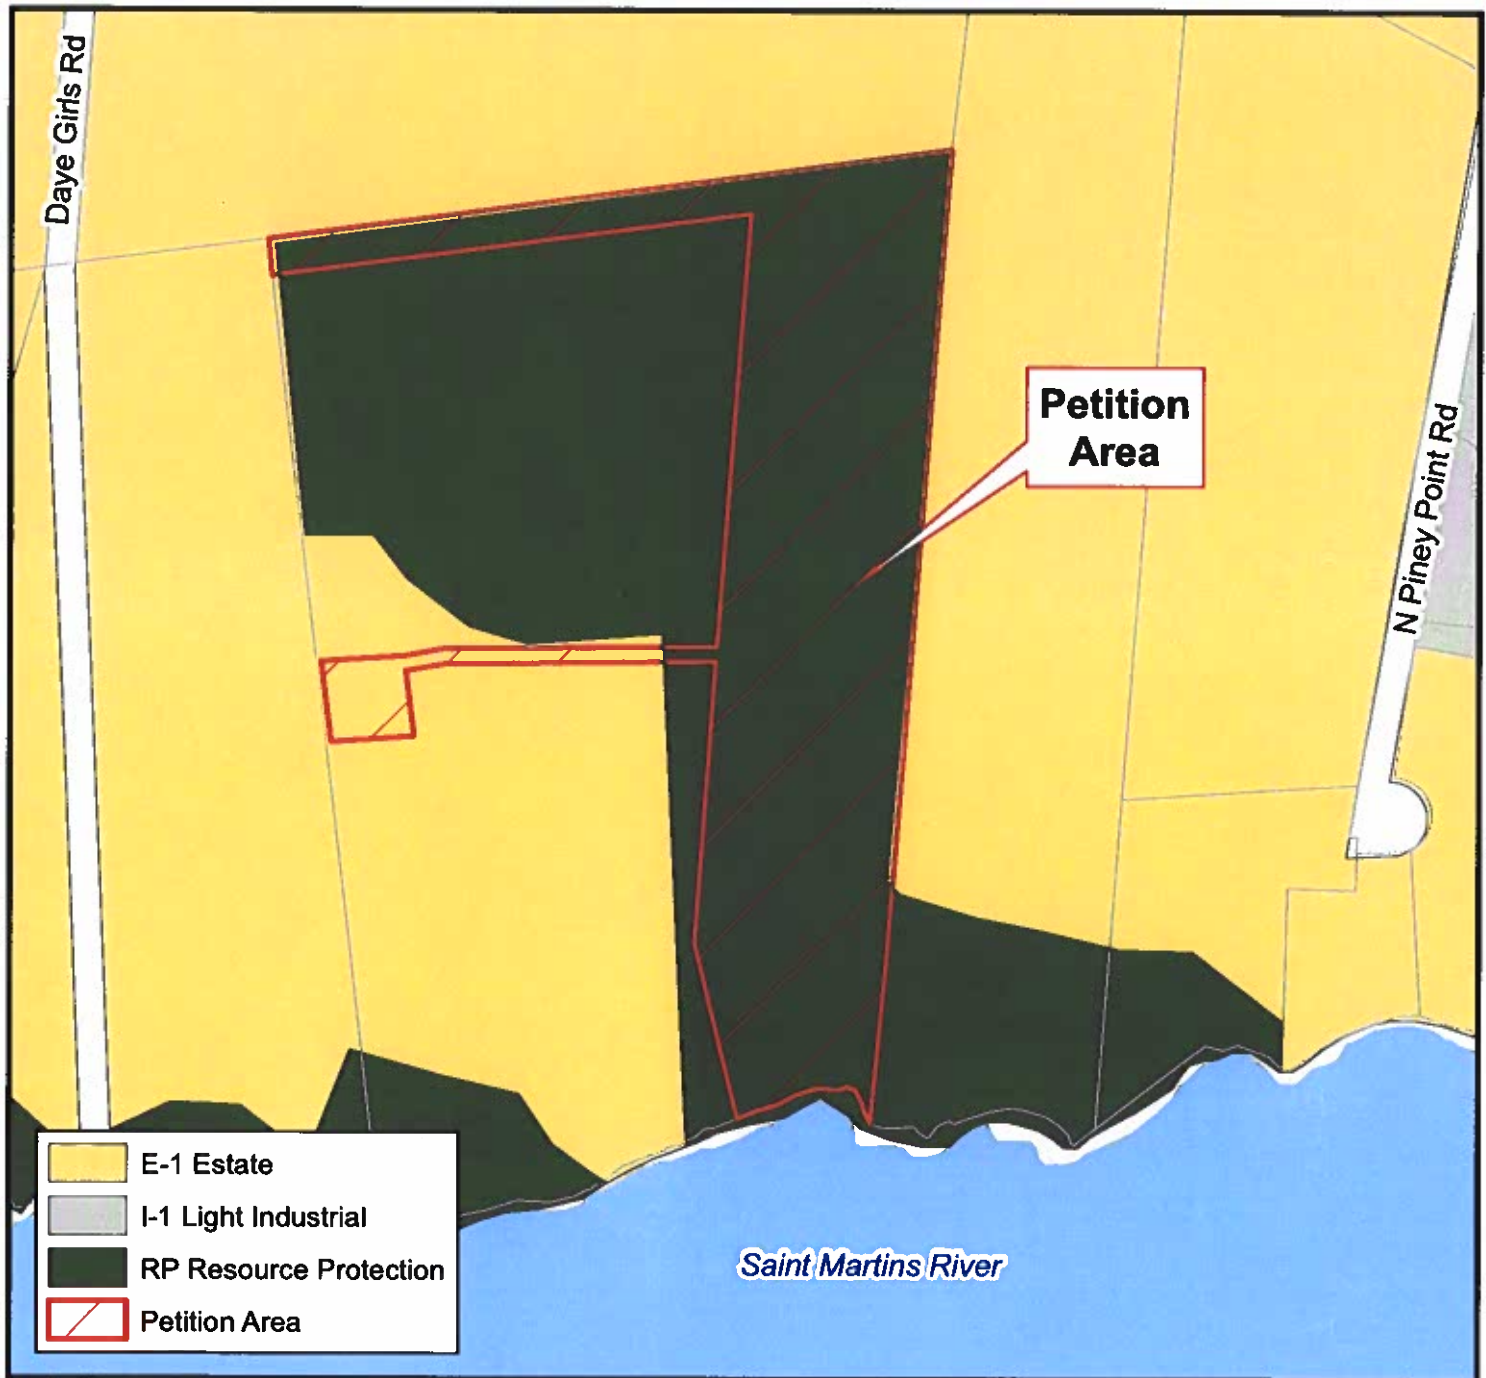 Daye Girls Rd
Petition
Area
N Piney Point Rd
E-1 Estate
I-1 Light Industrial
RP Resource Protection
Petition Area
Saint Martins River